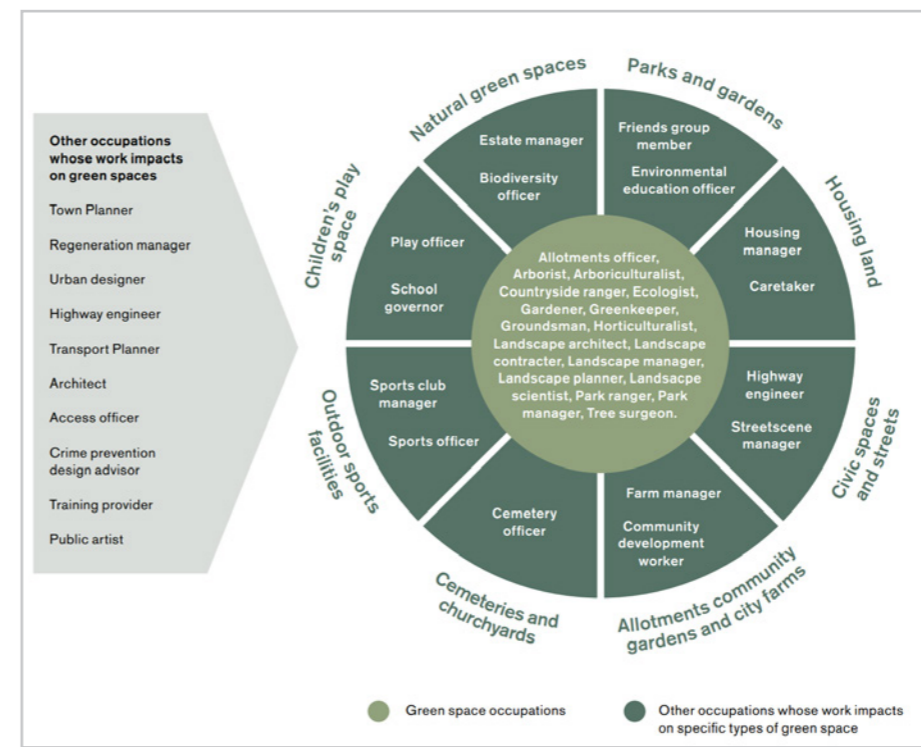 Other occupations
whose work impacts
on green spaces
Town Planner
Regeneration manager
Urban designer
Highway engineer
Transport Planner
Architect
Access officer
Crime prevention
design advisor
Training provider
Public artist
Natural green spaces
Estate manager
Biodiversity
officer
Parks and gardens
Friends group
member
Environmental
education officer
Housing land
Housing
manager
Caretaker
Civic spaces
and streets
Highway
engineer
Streetscene
manager
Allotments community
gardens and city farms
Farm manager
Community
development
worker
Cemeteries and
churchyards
Cemetery
officer
Outdoor sports
facilities
Sports club
manager
Sports officer
Children's play
space
Play officer
School
governor
Allotments officer,
Arborist, Arboriculturalist,
Countryside ranger, Ecologist,
Gardener, Greenkeeper,
Groundsman, Horticulturalist,
Landscape architect, Landscape
contracter, Landscape manager,
Landscape planner, Landsacpe
scientist, Park ranger, Park
manager, Tree surgeon.
Green space occupations
Other occupations whose work impacts
on specific types of green space